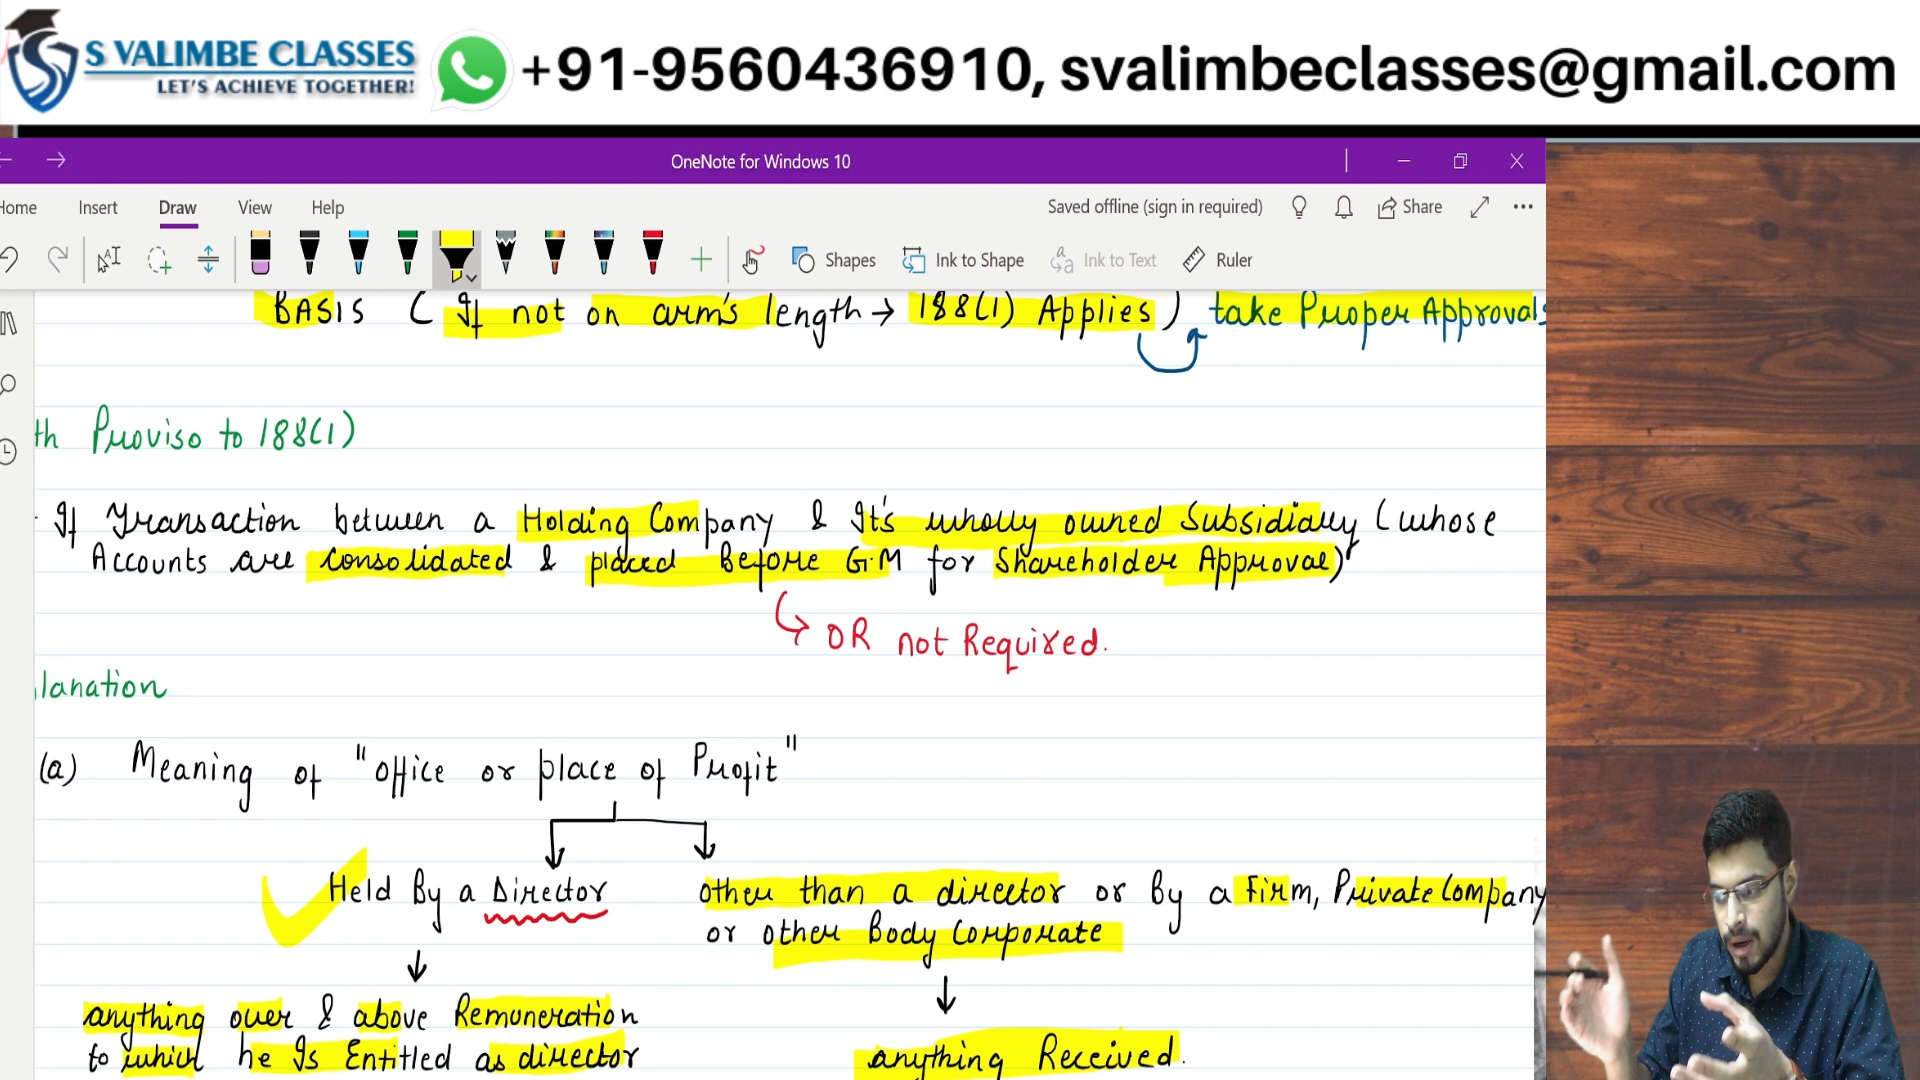 S VALIMBE CLASSES
LET'S ACHIEVE TOGETHER!
+91-9560436910, svalimbeclasses@gmail.com
OneNote for Windows 10
Home Insert Draw View Help
Saved offline (sign in required) Share
Shapes Ink to Shape Ink to Text Ruler
BASIS ( If not on arm's length → 188(1) Applies ) take Proper Approvals
th Proviso to 188(1)
If Transaction between a Holding Company & It's wholly owned Subsidiary (whose
Accounts are consolidated & placed Before G.M for Shareholder Approval)
OR not Required.
lanation
(a) Meaning of "office or place of Profit"
Held By a Director
other than a director or By a Firm, Private Company
or other Body Corporate
anything over & above Remuneration
to which he Is Entitled as director
anything Received.